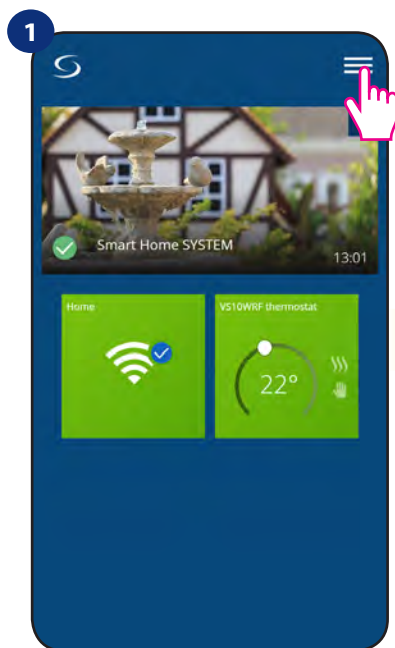 1
Smart Home SYSTEM
13:01
Home
VS10WRF thermostat
22°